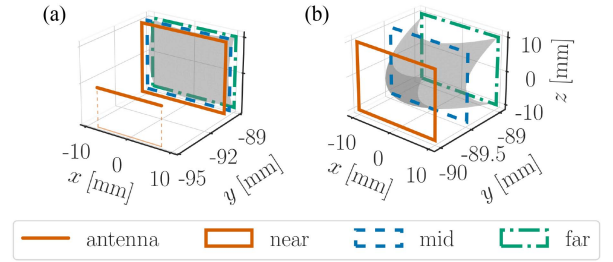 (a)
(b)
10
0
-10
z [mm]
-10
0
10
x [mm]
-95
-92
-89
y [mm]
-10
0
10
x [mm]
-90
-89.5
-89
y [mm]
antenna
near
mid
far